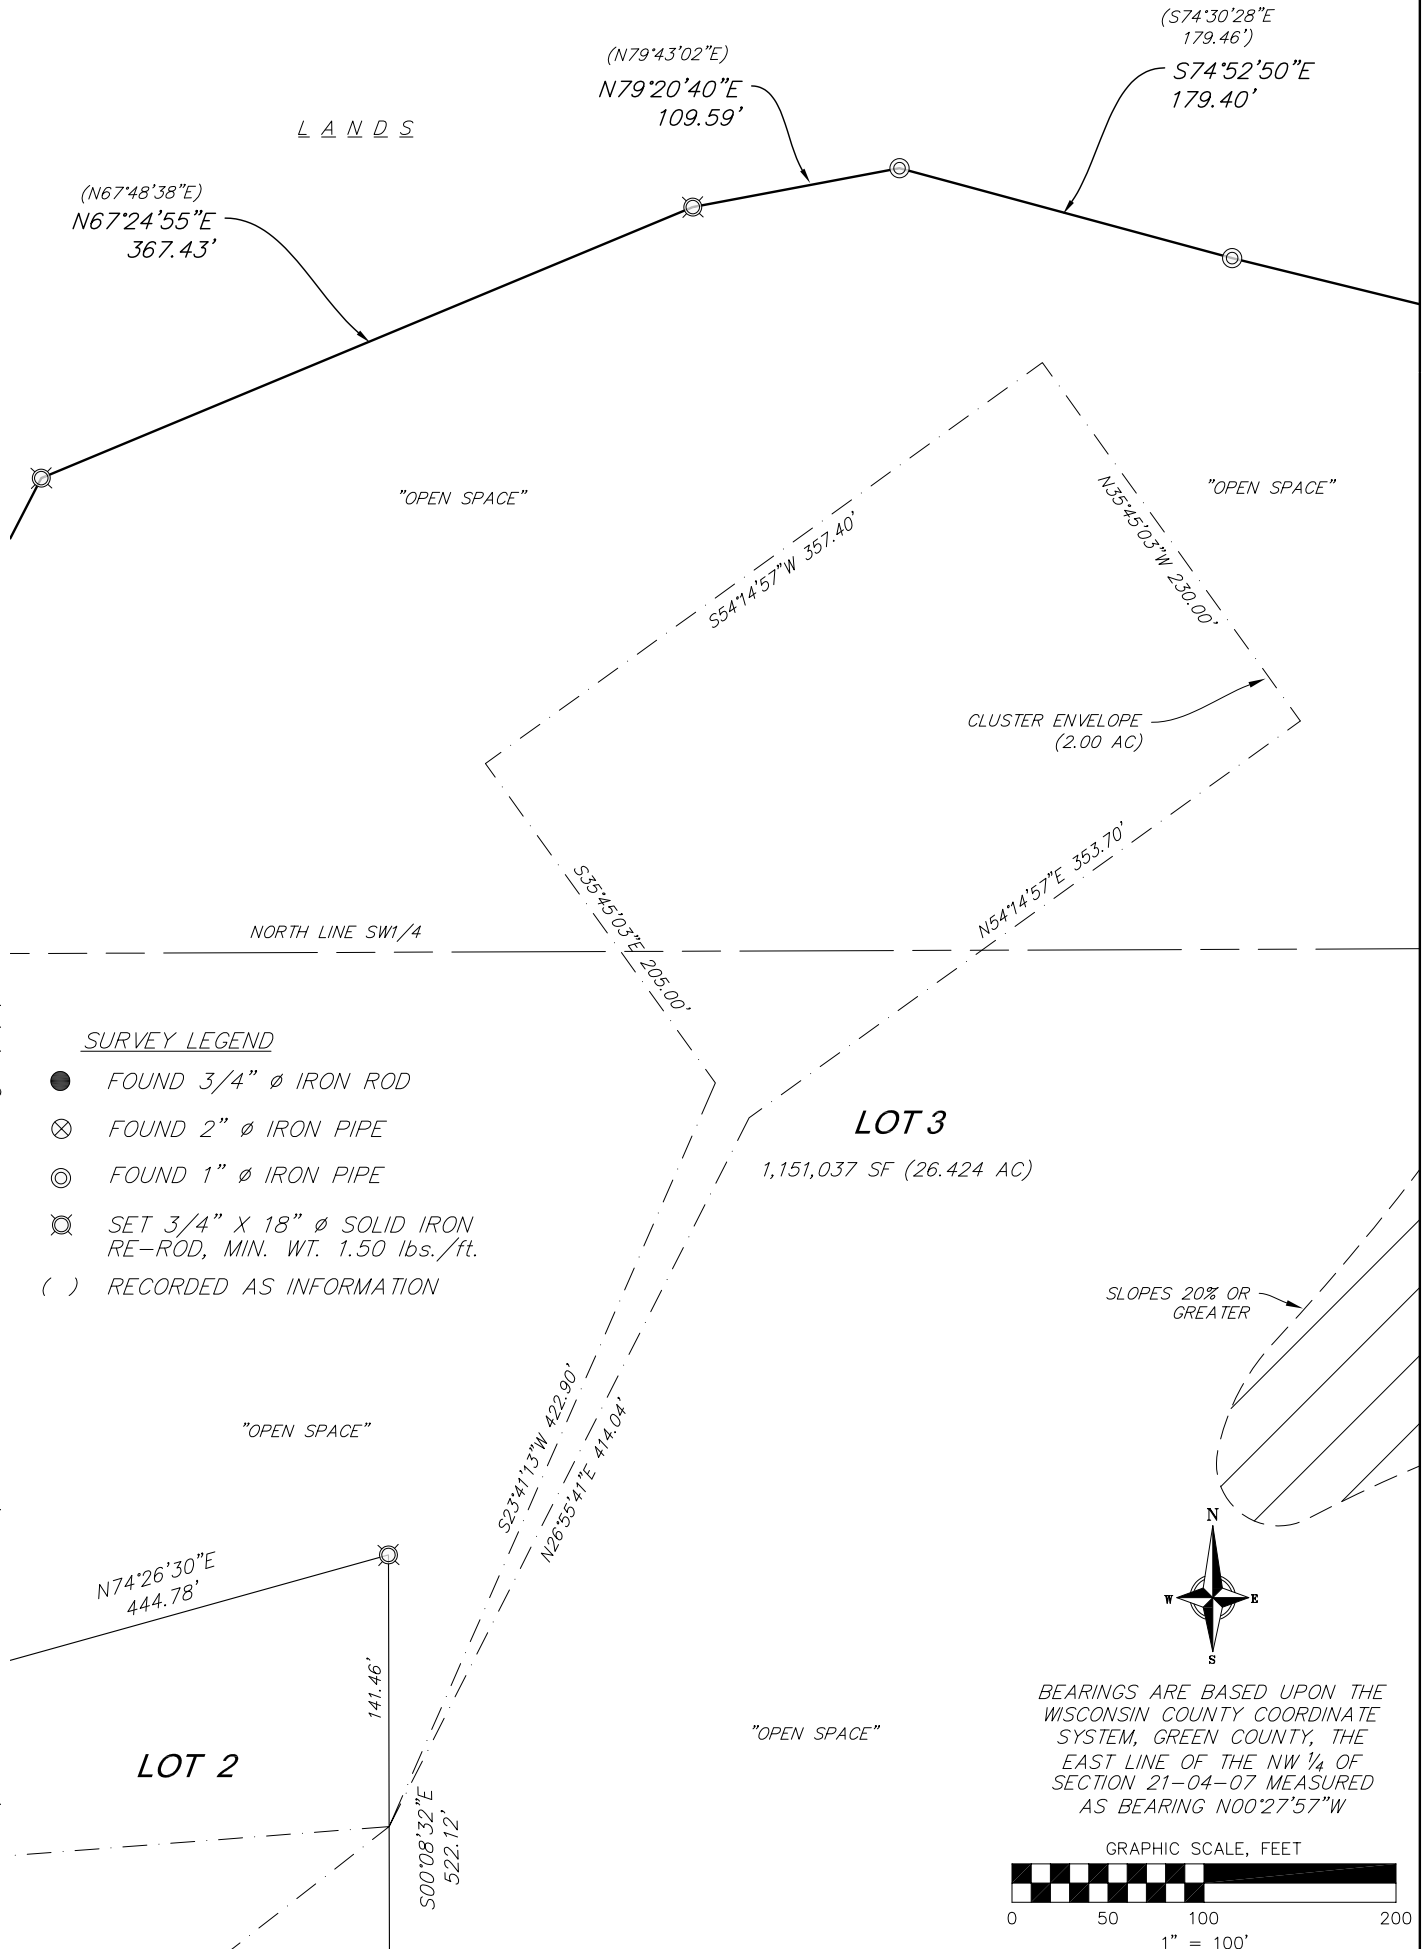 (S74°30'28"E
179.46')
S74°52'50"E
179.40'
(N79°43'02"E)
N79°20'40"E
109.59'
L A N D S
(N67°48'38"E)
N67°24'55"E
367.43'
"OPEN SPACE"
"OPEN SPACE"
N35°45'03"W 230.00'
S54°14'57"W 357.40'
CLUSTER ENVELOPE
(2.00 AC)
N54°14'57"E 353.70'
S35°45'03"E 205.00'
NORTH LINE SW1/4
SURVEY LEGEND
FOUND 3/4" ø IRON ROD
FOUND 2" ø IRON PIPE
FOUND 1" ø IRON PIPE
SET 3/4" X 18" ø SOLID IRON
RE-ROD, MIN. WT. 1.50 lbs./ft.
( ) RECORDED AS INFORMATION
LOT 3
1,151,037 SF (26.424 AC)
SLOPES 20% OR
GREATER
S23°41'13"W 422.90'
N26°55'41"E 414.04'
"OPEN SPACE"
N74°26'30"E
444.78'
141.46'
LOT 2
S00°08'32"E
522.12'
"OPEN SPACE"
N
W
E
S
BEARINGS ARE BASED UPON THE
WISCONSIN COUNTY COORDINATE
SYSTEM, GREEN COUNTY, THE
EAST LINE OF THE NW ¼ OF
SECTION 21-04-07 MEASURED
AS BEARING N00°27'57"W
GRAPHIC SCALE, FEET
0 50 100 200
1" = 100'